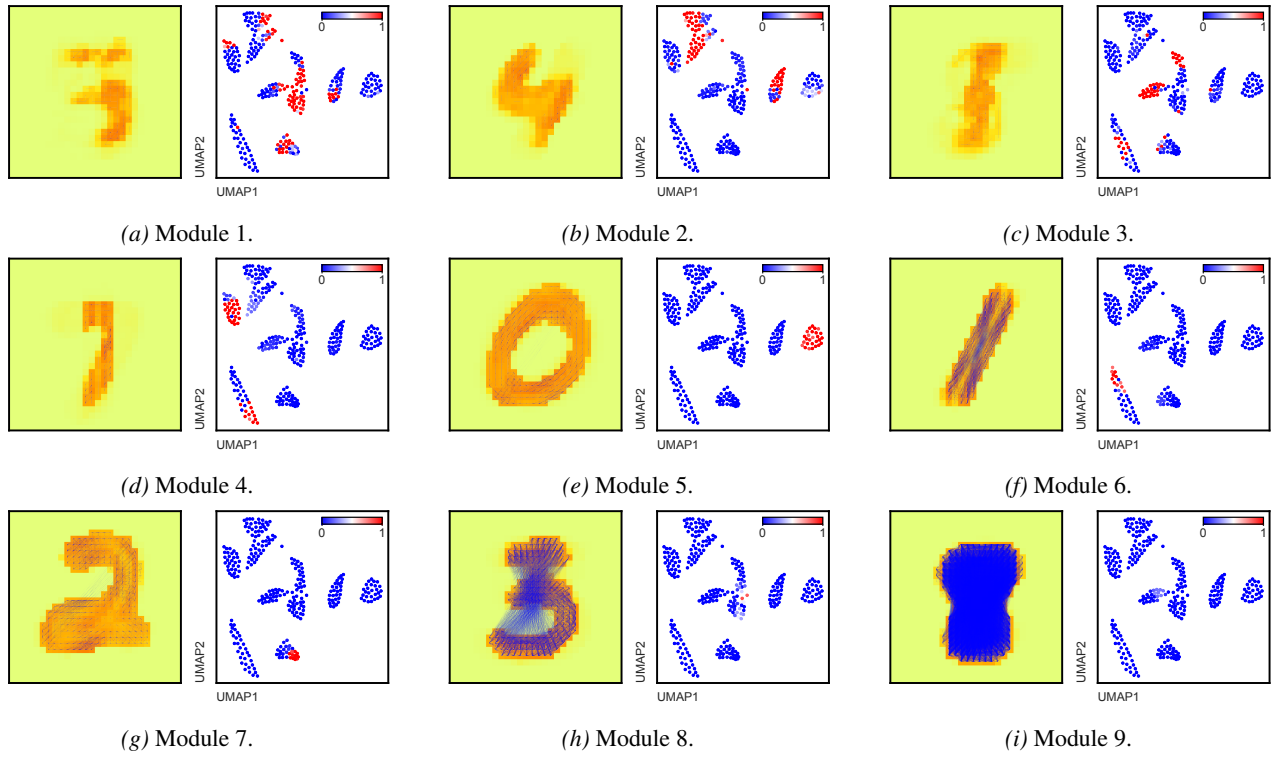 0 1 0 1 0 1
UMAP2 UMAP2 UMAP2
UMAP1 UMAP1 UMAP1
(a) Module 1. (b) Module 2. (c) Module 3.
0 1 0 1 0 1
UMAP2 UMAP2 UMAP2
UMAP1 UMAP1 UMAP1
(d) Module 4. (e) Module 5. (f) Module 6.
0 1 0 1 0 1
UMAP2 UMAP2 UMAP2
UMAP1 UMAP1 UMAP1
(g) Module 7. (h) Module 8. (i) Module 9.